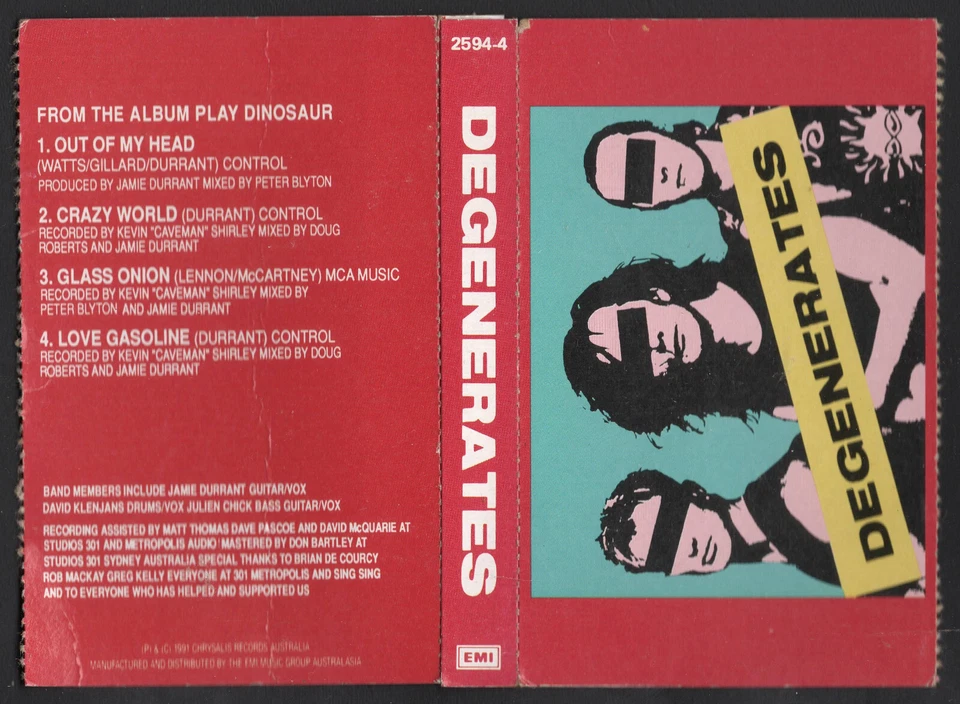 FROM THE ALBUM PLAY DINOSAUR
1. OUT OF MY HEAD
(WATTS/GILLARD/DURRANT) CONTROL
PRODUCED BY JAMIE DURRANT MIXED BY PETER BLYTON
2. CRAZY WORLD (DURRANT) CONTROL
RECORDED BY KEVIN "CAVEMAN" SHIRLEY MIXED BY DOUG
ROBERTS AND JAMIE DURRANT
3. GLASS ONION (LENNON/McCARTNEY) MCA MUSIC
RECORDED BY KEVIN "CAVEMAN" SHIRLEY MIXED BY
PETER BLYTON AND JAMIE DURRANT
4. LOVE GASOLINE (DURRANT) CONTROL
RECORDED BY KEVIN "CAVEMAN" SHIRLEY MIXED BY DOUG
ROBERTS AND JAMIE DURRANT
BAND MEMBERS INCLUDE JAMIE DURRANT GUITAR/VOX
DAVID KLENJANS DRUMS/VOX JULIEN CHICK BASS GUITAR/VOX
RECORDING ASSISTED BY MATT THOMAS DAVE PASCOE AND DAVID McQUARIE AT
STUDIOS 301 AND METROPOLIS AUDIO MASTERED BY DON BARTLEY AT
STUDIOS 301 SYDNEY AUSTRALIA SPECIAL THANKS TO BRIAN DE COURCY
ROB MACKAY GREG KELLY EVERYONE AT 301 METROPOLIS AND SING SING
AND TO EVERYONE WHO HAS HELPED AND SUPPORTED US
(P) & (C) 1991 CHRYSALIS RECORDS AUSTRALIA
MANUFACTURED AND DISTRIBUTED BY THE EMI MUSIC GROUP AUSTRALASIA
2594-4
DEGENERATES
EMI
DEGENERATES